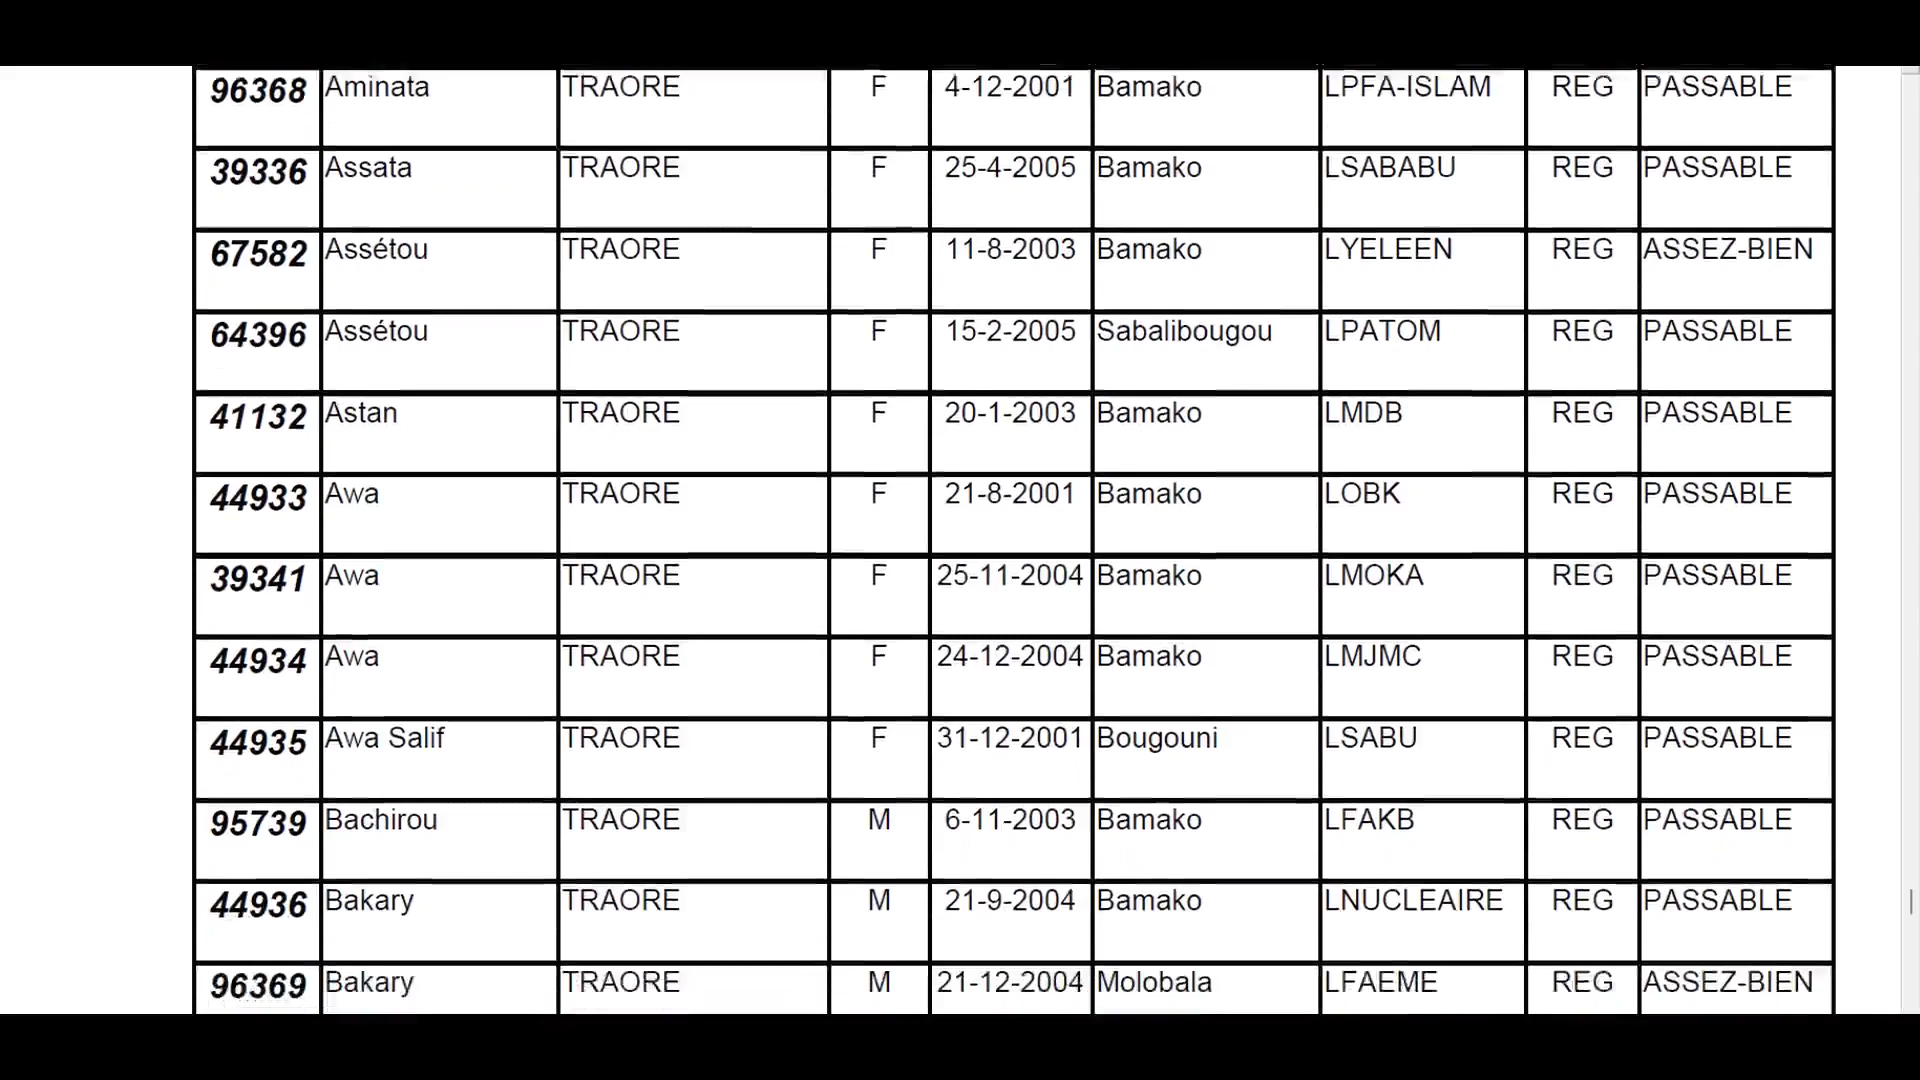 96368 Aminata TRAORE F 4-12-2001 Bamako LPFA-ISLAM REG PASSABLE
39336 Assata TRAORE F 25-4-2005 Bamako LSABABU REG PASSABLE
67582 Assétou TRAORE F 11-8-2003 Bamako LYELEEN REG ASSEZ-BIEN
64396 Assétou TRAORE F 15-2-2005 Sabalibougou LPATOM REG PASSABLE
41132 Astan TRAORE F 20-1-2003 Bamako LMDB REG PASSABLE
44933 Awa TRAORE F 21-8-2001 Bamako LOBK REG PASSABLE
39341 Awa TRAORE F 25-11-2004 Bamako LMOKA REG PASSABLE
44934 Awa TRAORE F 24-12-2004 Bamako LMJMC REG PASSABLE
44935 Awa Salif TRAORE F 31-12-2001 Bougouni LSABU REG PASSABLE
95739 Bachirou TRAORE M 6-11-2003 Bamako LFAKB REG PASSABLE
44936 Bakary TRAORE M 21-9-2004 Bamako LNUCLEAIRE REG PASSABLE
96369 Bakary TRAORE M 21-12-2004 Molobala LFAEME REG ASSEZ-BIEN